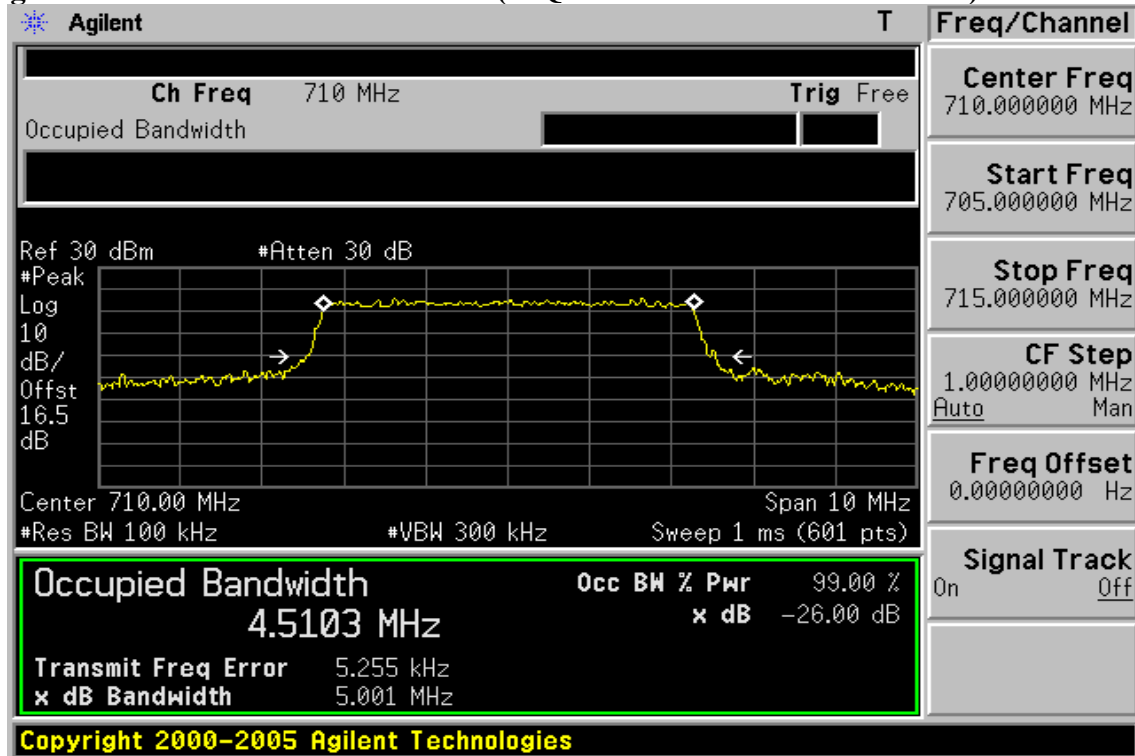 Agilent
T
Freq/Channel
Ch Freq 710 MHz
Trig Free
Occupied Bandwidth
Center Freq
710.000000 MHz
Start Freq
705.000000 MHz
Stop Freq
715.000000 MHz
CF Step
1.00000000 MHz
Auto Man
Freq Offset
0.00000000 Hz
Signal Track
On Off
Ref 30 dBm #Atten 30 dB
#Peak
Log
10
dB/
Offst
16.5
dB
Center 710.00 MHz Span 10 MHz
#Res BW 100 kHz #VBW 300 kHz Sweep 1 ms (601 pts)
Occupied Bandwidth
4.5103 MHz
Occ BW % Pwr 99.00 %
x dB -26.00 dB
Transmit Freq Error 5.255 kHz
x dB Bandwidth 5.001 MHz
Copyright 2000-2005 Agilent Technologies